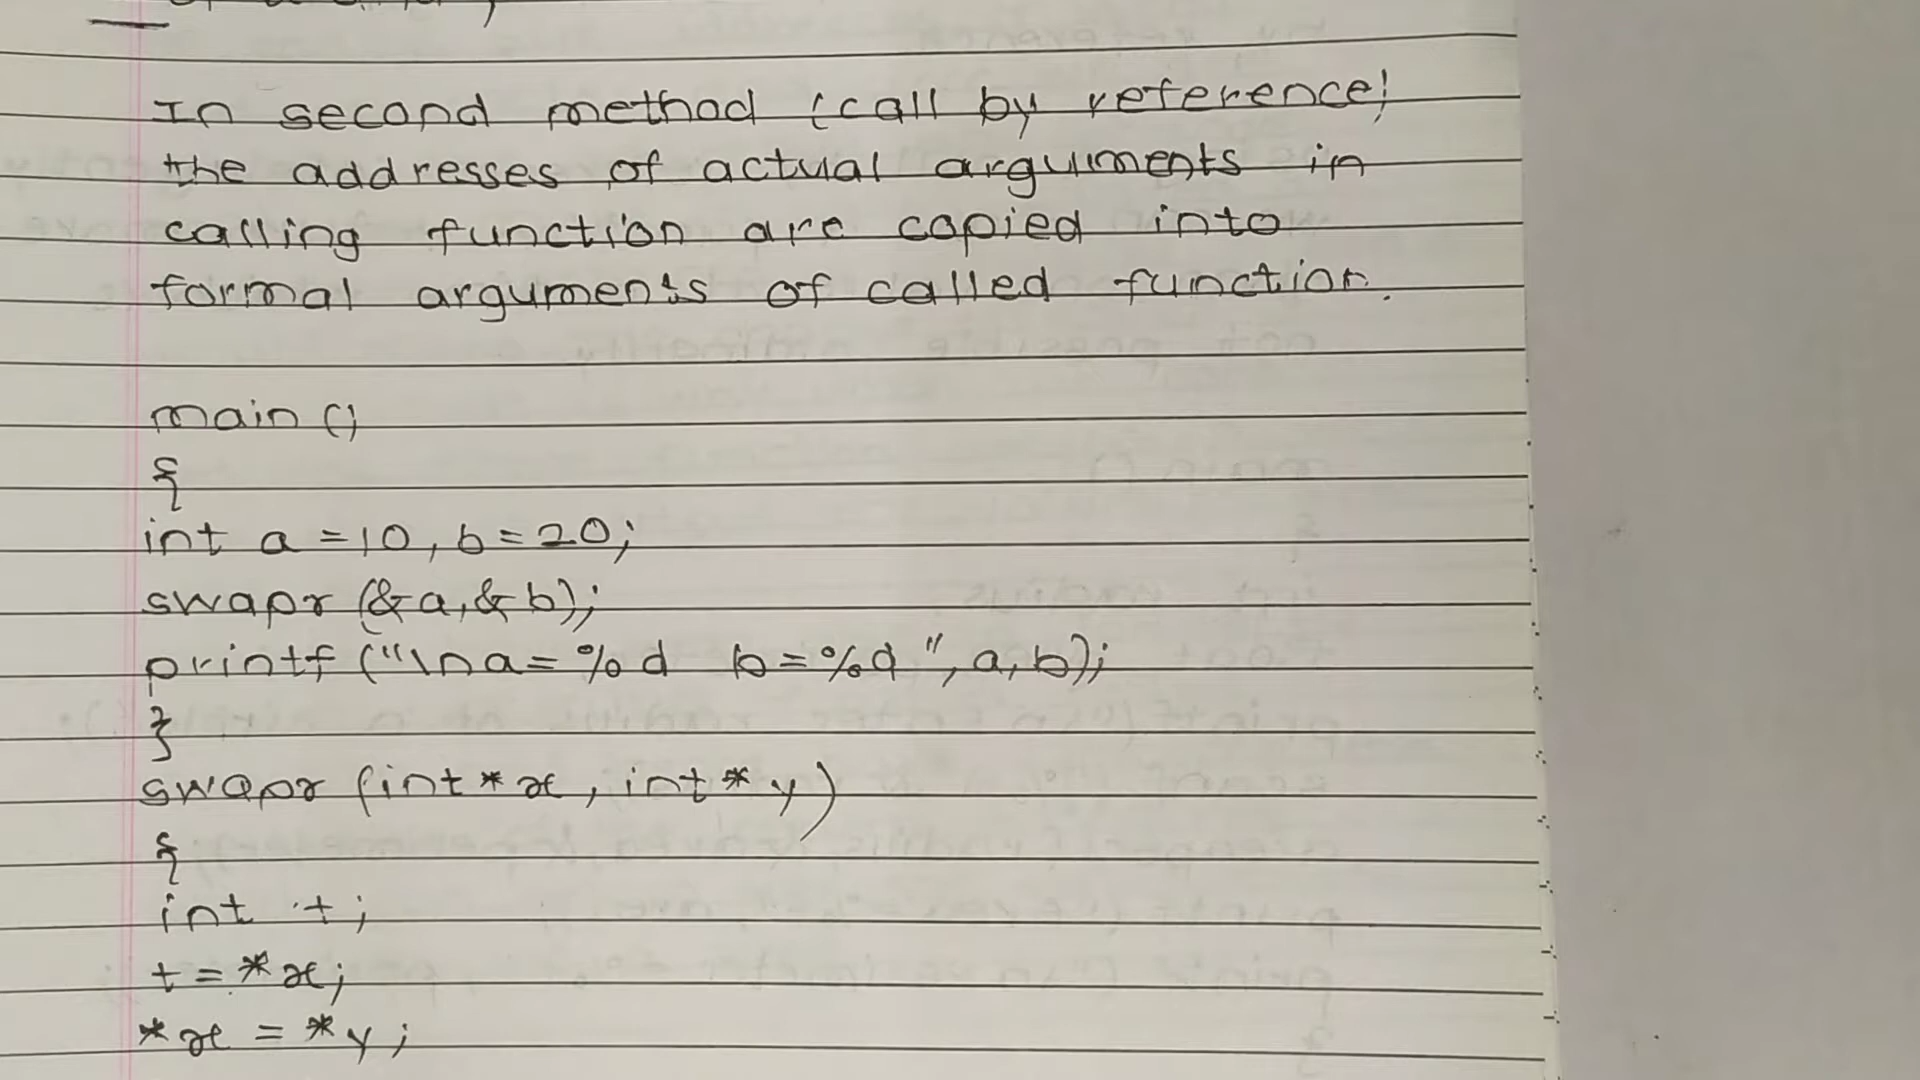 In second method (call by reference)
the addresses of actual arguments in
calling function are copied into
formal arguments of called function.
main ()
{
int a = 10, b = 20;
swapr (&a, &b);
printf ("\n a = %d b = %d", a, b);
}
swapr (int * x, int * y)
{
int t;
t = * x;
* x = * y;